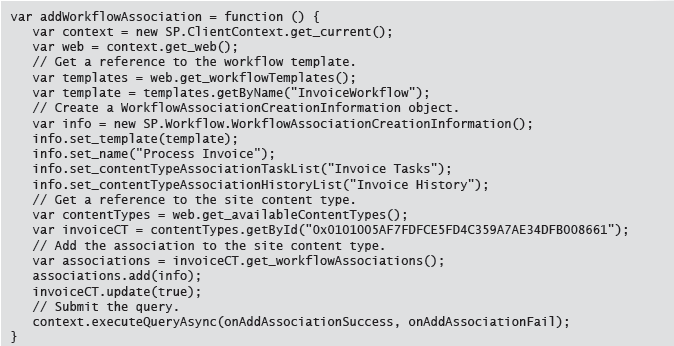 var addWorkflowAssociation = function () {
var context = new SP.ClientContext.get_current();
var web = context.get_web();
// Get a reference to the workflow template.
var templates = web.get_workflowTemplates();
var template = templates.getByName("InvoiceWorkflow");
// Create a WorkflowAssociationCreationInformation object.
var info = new SP.Workflow.WorkflowAssociationCreationInformation();
info.set_template(template);
info.set_name("Process Invoice");
info.set_contentTypeAssociationTaskList("Invoice Tasks");
info.set_contentTypeAssociationHistoryList("Invoice History");
// Get a reference to the site content type.
var contentTypes = web.get_availableContentTypes();
var invoiceCT = contentTypes.getById("0x0101005AF7FDFCE5FD4C359A7AE34DFB008661");
// Add the association to the site content type.
var associations = invoiceCT.get_workflowAssociations();
associations.add(info);
invoiceCT.update(true);
// Submit the query.
context.executeQueryAsync(onAddAssociationSuccess, onAddAssociationFail);
}